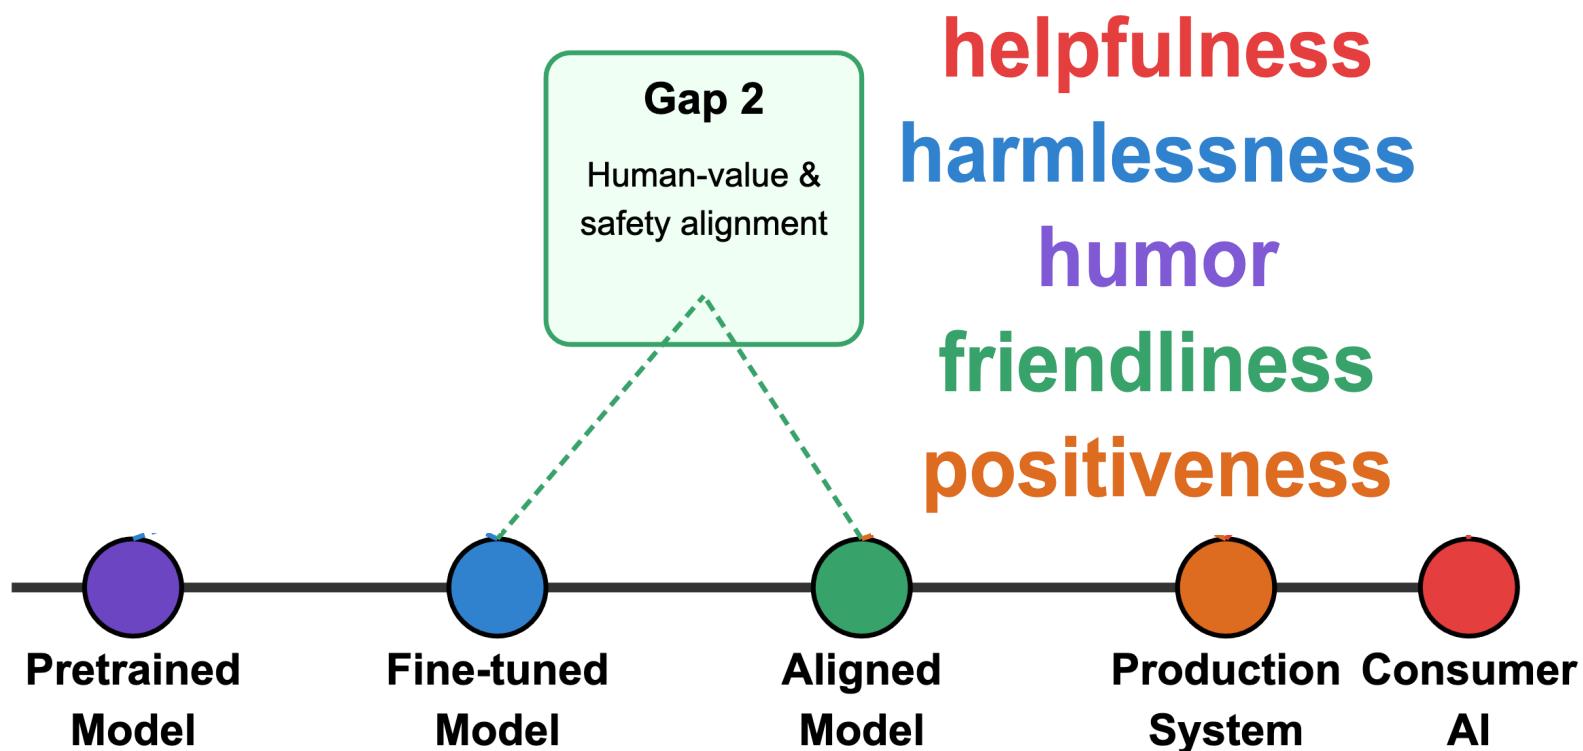 Gap 2
Human-value &
safety alignment
helpfulness
harmlessness
humor
friendliness
positiveness
Pretrained
Model
Fine-tuned
Model
Aligned
Model
Production
System
Consumer
AI